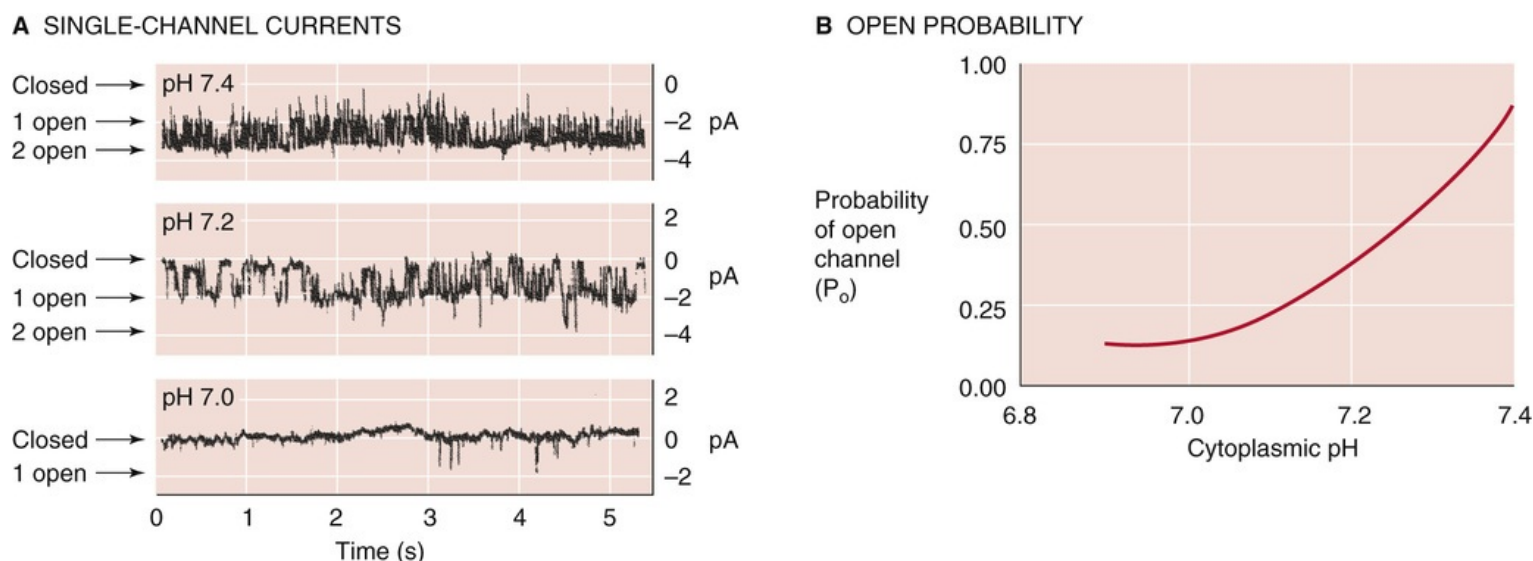 A SINGLE-CHANNEL CURRENTS
pH 7.4
Closed
1 open
2 open
0
–2
–4
pA
pH 7.2
Closed
1 open
2 open
2
0
–2
–4
pA
pH 7.0
Closed
1 open
2
0
–2
pA
0 1 2 3 4 5
Time (s)
B OPEN PROBABILITY
1.00
0.75
0.50
0.25
0.00
Probability
of open
channel
(Po)
6.8 7.0 7.2 7.4
Cytoplasmic pH